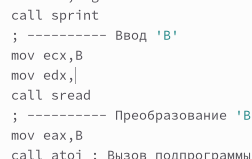 call sprint
; ---------- Ввод 'B'
mov ecx,B
mov edx,
call sread
; ---------- Преобразование 'B
mov eax,B
call atoi ; Вызов подпрограммы